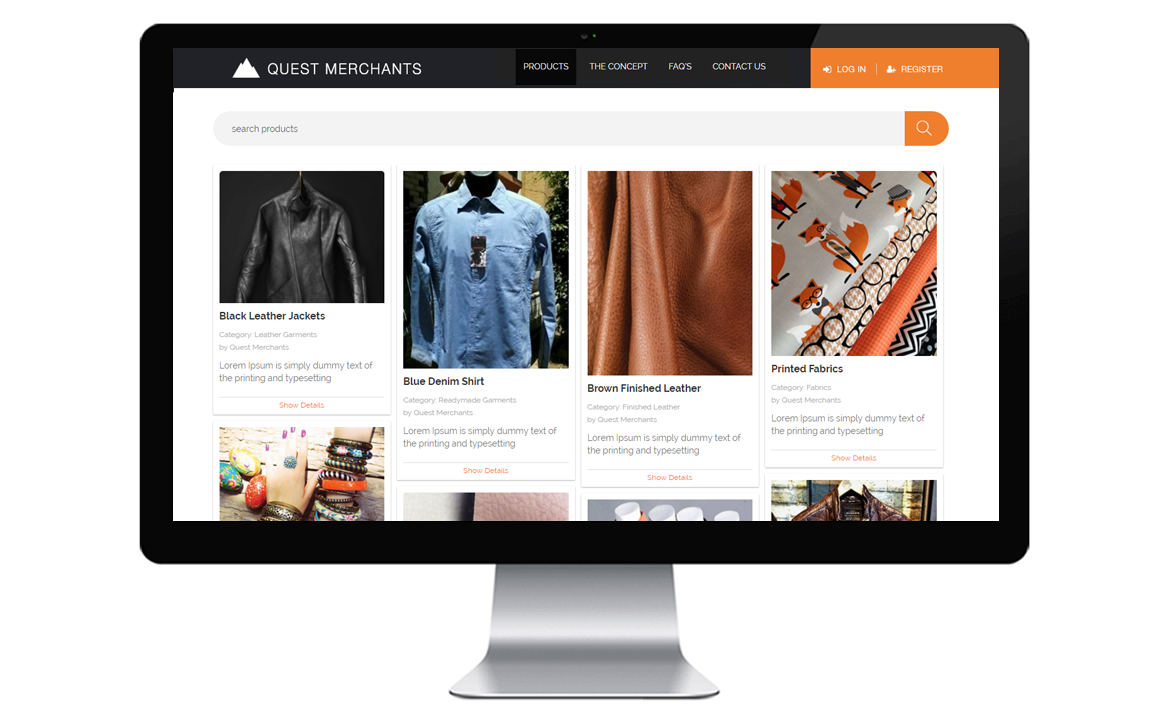 QUEST MERCHANTS
PRODUCTS
THE CONCEPT
FAQ'S
CONTACT US
LOG IN
REGISTER
search products
Black Leather Jackets
Category: Leather Garments
by Quest Merchants
Lorem Ipsum is simply dummy text of
the printing and typesetting
Show Details
Blue Denim Shirt
Category: Readymade Garments
by Quest Merchants
Lorem Ipsum is simply dummy text of
the printing and typesetting
Show Details
Brown Finished Leather
Category: Finished Leather
by Quest Merchants
Lorem Ipsum is simply dummy text of
the printing and typesetting
Show Details
Printed Fabrics
Category: Fabrics
by Quest Merchants
Lorem Ipsum is simply dummy text of
the printing and typesetting
Show Details